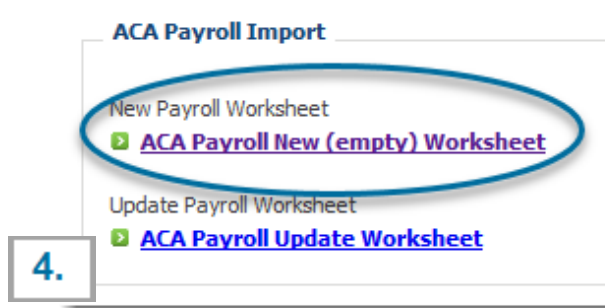 ACA Payroll Import
New Payroll Worksheet
ACA Payroll New (empty) Worksheet
Update Payroll Worksheet
ACA Payroll Update Worksheet
4.